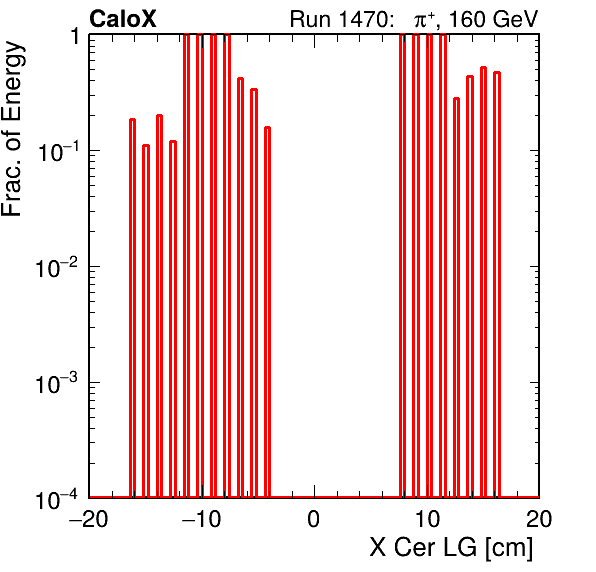 CaloX Run 1470: π⁺, 160 GeV
Frac. of Energy
1
10⁻¹
10⁻²
10⁻³
10⁻⁴
−20 −10 0 10 20
X Cer LG [cm]